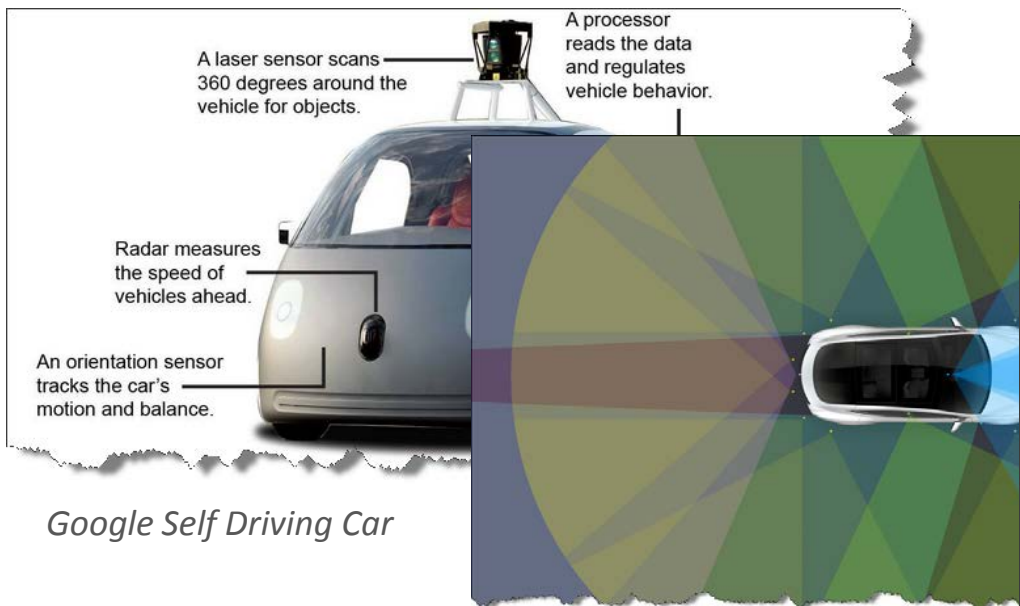 A laser sensor scans
360 degrees around the
vehicle for objects.
A processor
reads the data
and regulates
vehicle behavior.
Radar measures
the speed of
vehicles ahead.
An orientation sensor
tracks the car's
motion and balance.
Google Self Driving Car